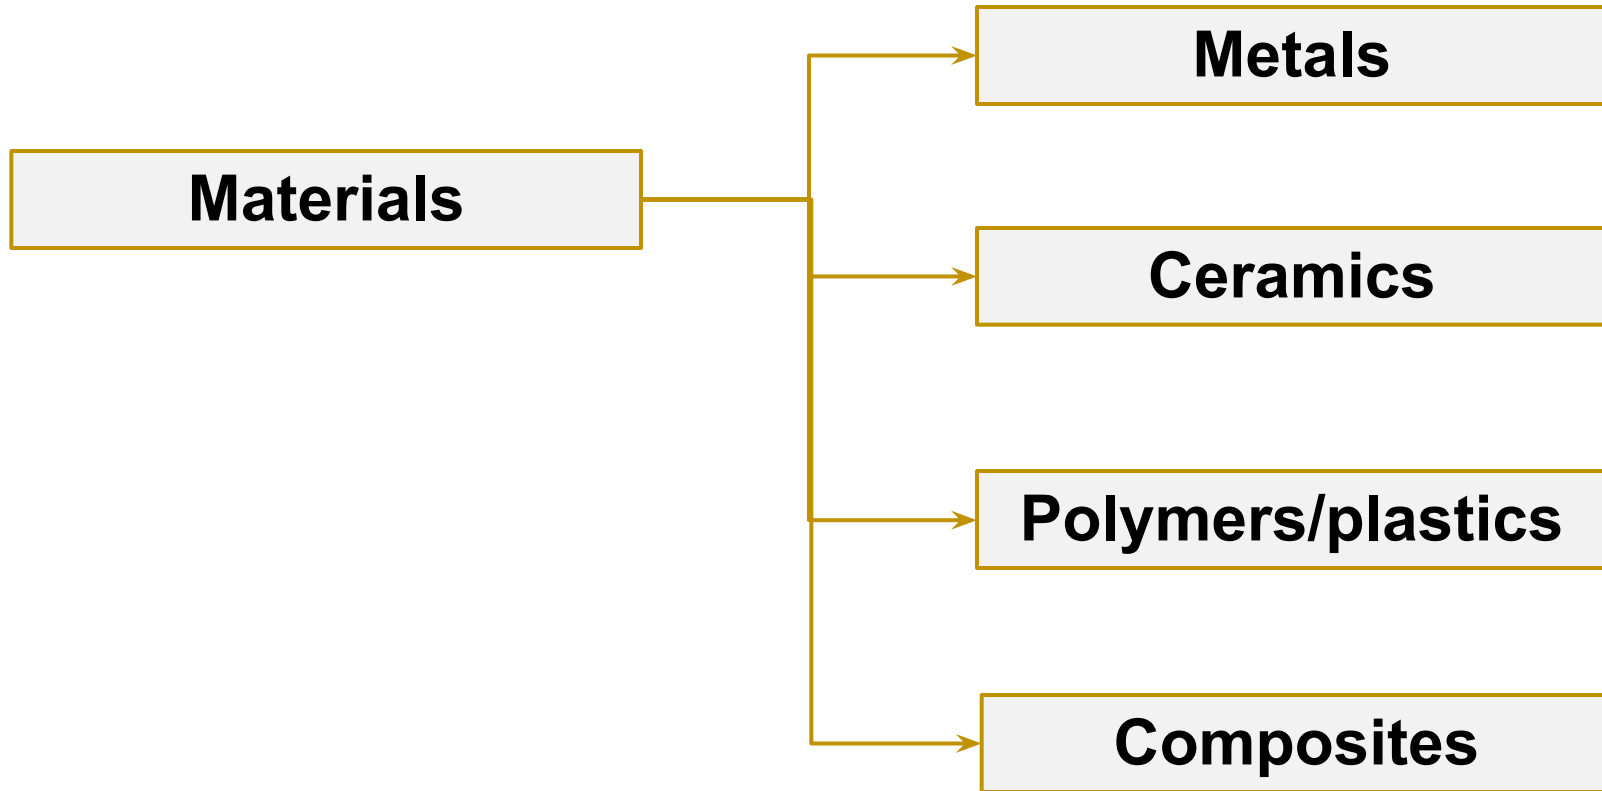 Metals
Materials
Ceramics
Polymers/plastics
Composites